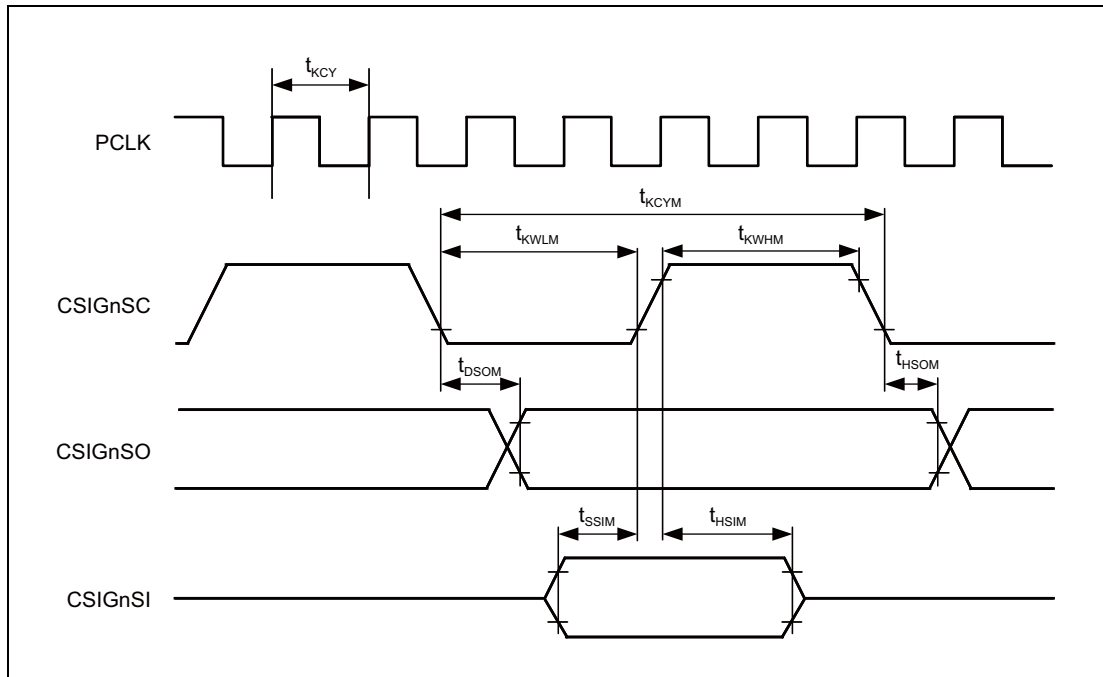 tKCY
PCLK
tKCYM
tKWLM
tKWHM
CSIGnSC
tDSOM
tHSOM
CSIGnSO
tSSIM
tHSIM
CSIGnSI